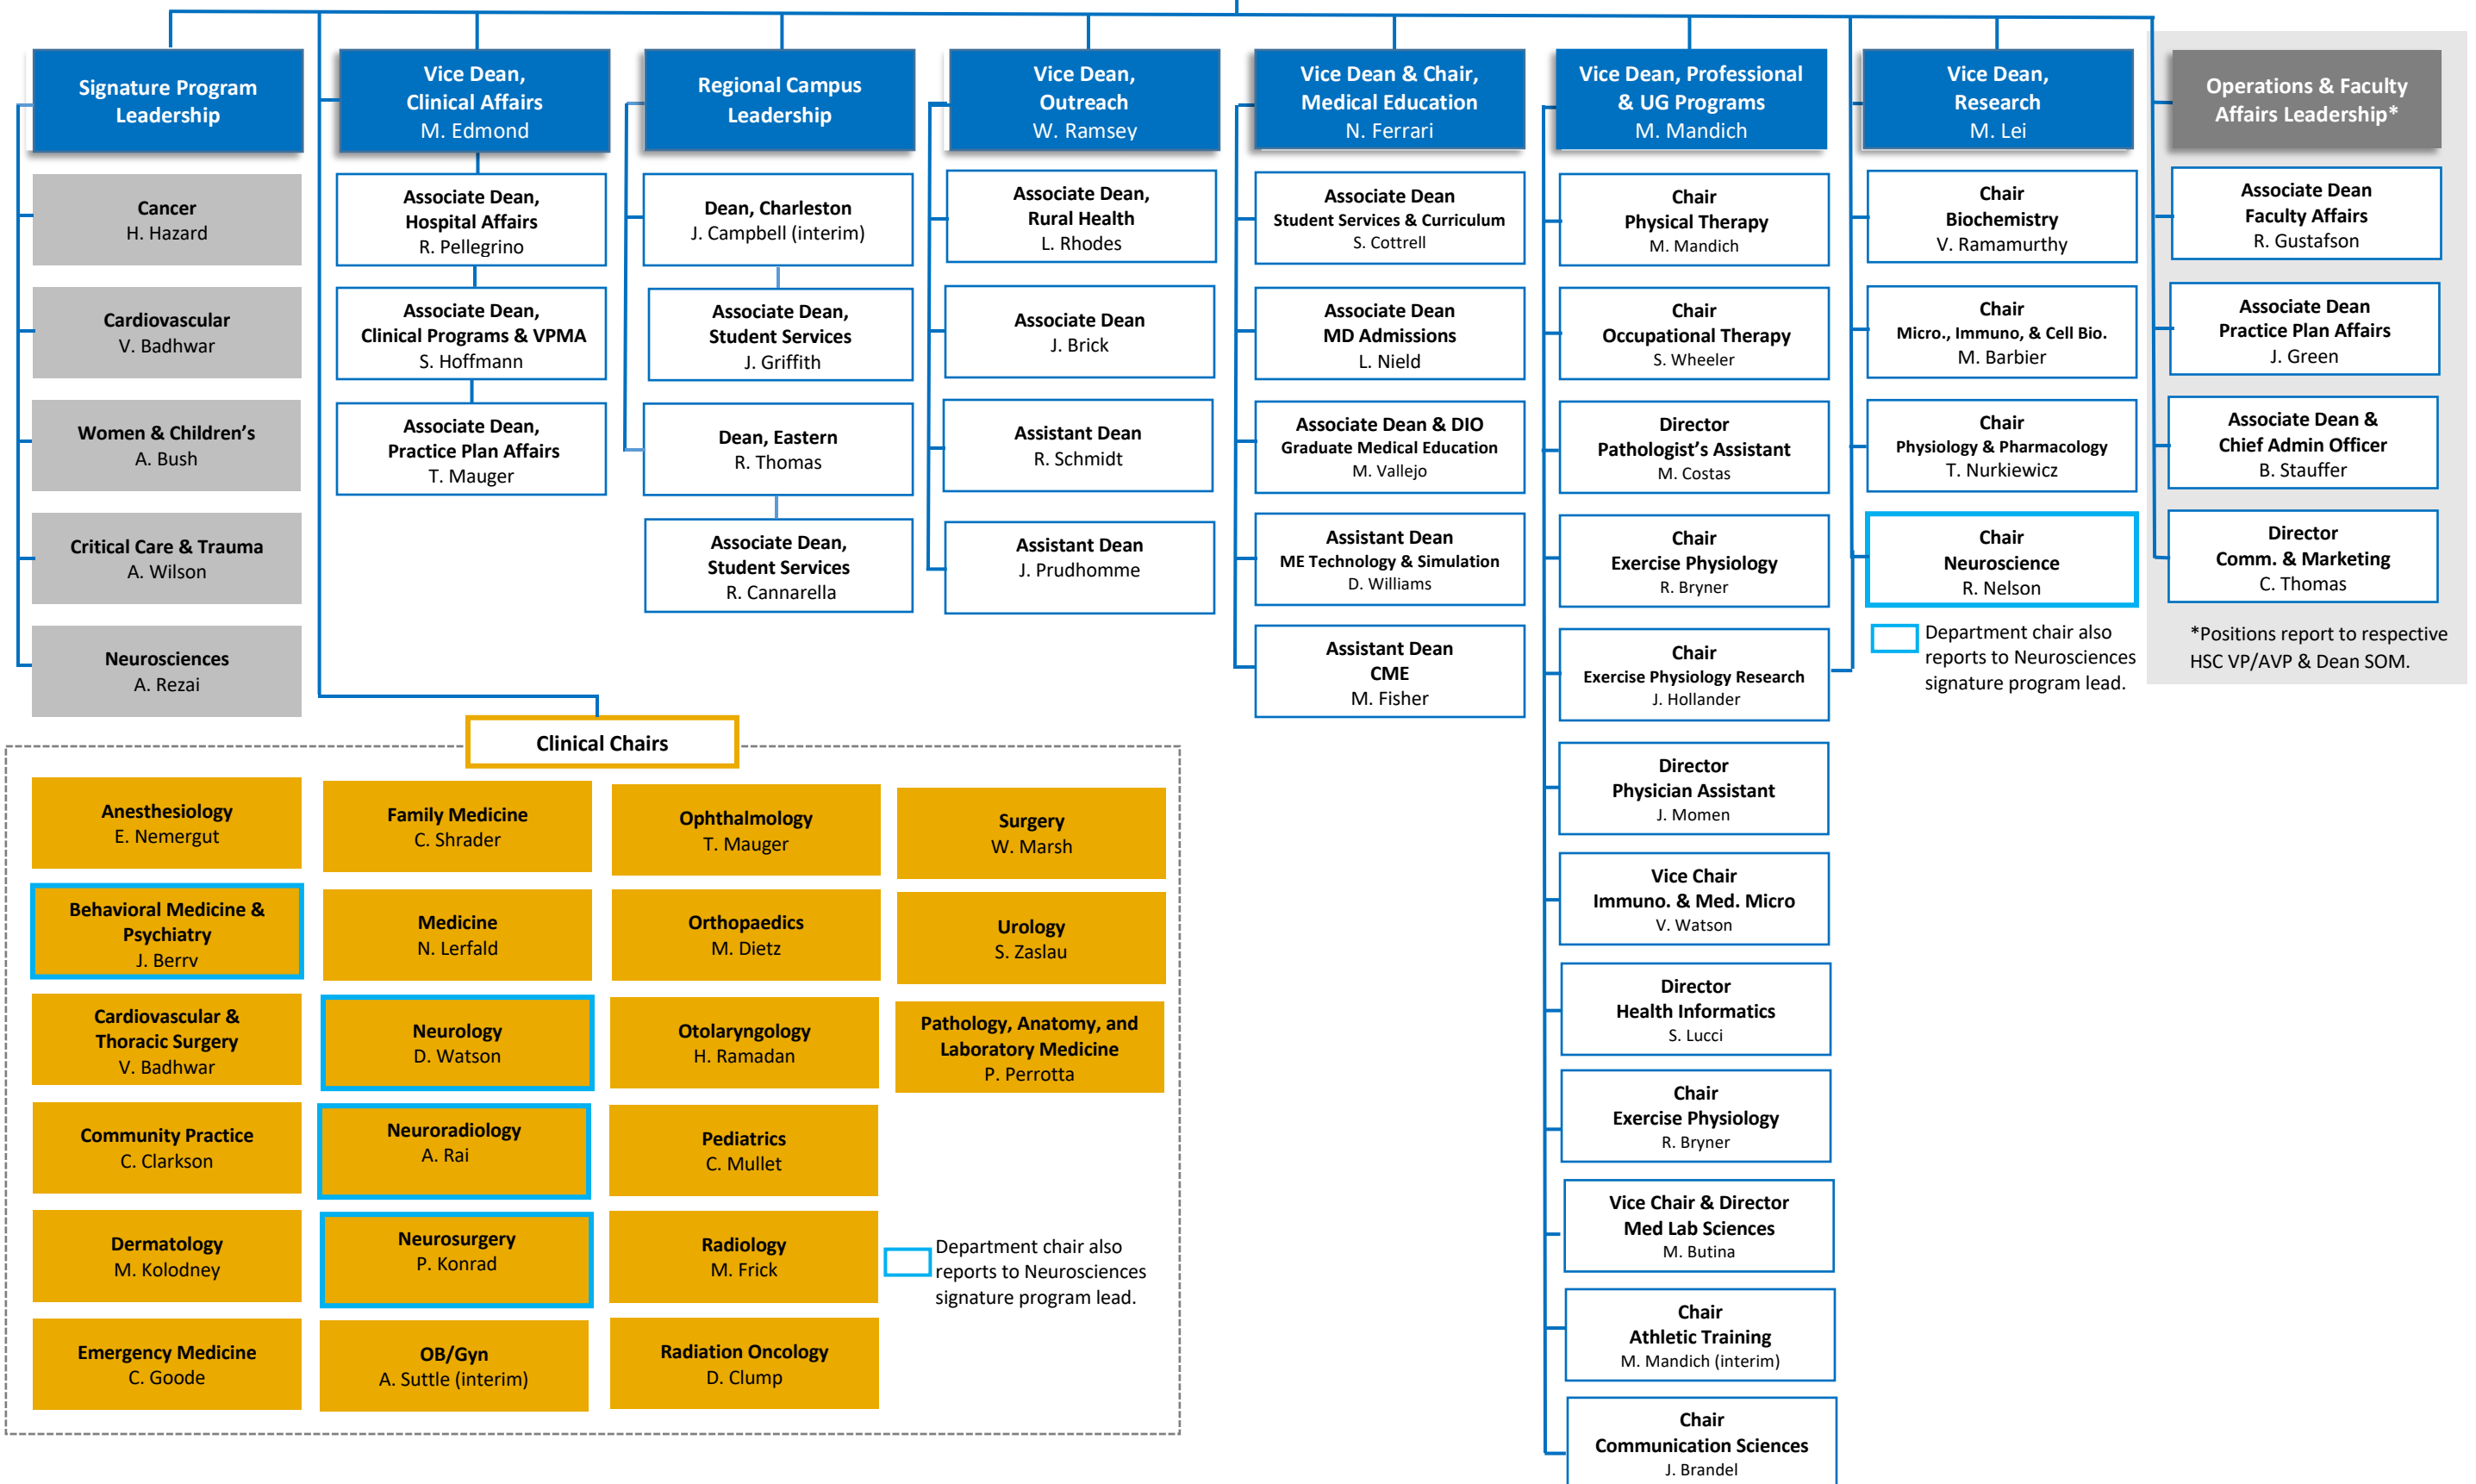 Signature Program
Leadership
Cancer
H. Hazard
Cardiovascular
V. Badhwar
Women & Children's
A. Bush
Critical Care & Trauma
A. Wilson
Neurosciences
A. Rezai
Vice Dean,
Clinical Affairs
M. Edmond
Associate Dean,
Hospital Affairs
R. Pellegrino
Associate Dean,
Clinical Programs & VPMA
S. Hoffmann
Associate Dean,
Practice Plan Affairs
T. Mauger
Regional Campus
Leadership
Dean, Charleston
J. Campbell (interim)
Associate Dean,
Student Services
J. Griffith
Dean, Eastern
R. Thomas
Associate Dean,
Student Services
R. Cannarella
Vice Dean,
Outreach
W. Ramsey
Associate Dean,
Rural Health
L. Rhodes
Associate Dean
J. Brick
Assistant Dean
R. Schmidt
Assistant Dean
J. Prudhomme
Vice Dean & Chair,
Medical Education
N. Ferrari
Associate Dean
Student Services & Curriculum
S. Cottrell
Associate Dean
MD Admissions
L. Nield
Associate Dean & DIO
Graduate Medical Education
M. Vallejo
Assistant Dean
ME Technology & Simulation
D. Williams
Assistant Dean
CME
M. Fisher
Vice Dean, Professional
& UG Programs
M. Mandich
Chair
Physical Therapy
M. Mandich
Chair
Occupational Therapy
S. Wheeler
Director
Pathologist's Assistant
M. Costas
Chair
Exercise Physiology
R. Bryner
Chair
Exercise Physiology Research
J. Hollander
Director
Physician Assistant
J. Momen
Vice Chair
Immuno. & Med. Micro
V. Watson
Director
Health Informatics
S. Lucci
Chair
Exercise Physiology
R. Bryner
Vice Chair & Director
Med Lab Sciences
M. Butina
Chair
Athletic Training
M. Mandich (interim)
Chair
Communication Sciences
J. Brandel
Vice Dean,
Research
M. Lei
Chair
Biochemistry
V. Ramamurthy
Chair
Micro., Immuno, & Cell Bio.
M. Barbier
Chair
Physiology & Pharmacology
T. Nurkiewicz
Chair
Neuroscience
R. Nelson
Department chair also
reports to Neurosciences
signature program lead.
Operations & Faculty
Affairs Leadership*
Associate Dean
Faculty Affairs
R. Gustafson
Associate Dean
Practice Plan Affairs
J. Green
Associate Dean &
Chief Admin Officer
B. Stauffer
Director
Comm. & Marketing
C. Thomas
*Positions report to respective
HSC VP/AVP & Dean SOM.
Clinical Chairs
Anesthesiology
E. Nemergut
Behavioral Medicine &
Psychiatry
J. Berry
Cardiovascular &
Thoracic Surgery
V. Badhwar
Community Practice
C. Clarkson
Dermatology
M. Kolodney
Emergency Medicine
C. Goode
Family Medicine
C. Shrader
Medicine
N. Lerfald
Neurology
D. Watson
Neuroradiology
A. Rai
Neurosurgery
P. Konrad
OB/Gyn
A. Suttle (interim)
Ophthalmology
T. Mauger
Orthopaedics
M. Dietz
Otolaryngology
H. Ramadan
Pediatrics
C. Mullet
Radiology
M. Frick
Radiation Oncology
D. Clump
Surgery
W. Marsh
Urology
S. Zaslau
Pathology, Anatomy, and
Laboratory Medicine
P. Perrotta
Department chair also
reports to Neurosciences
signature program lead.